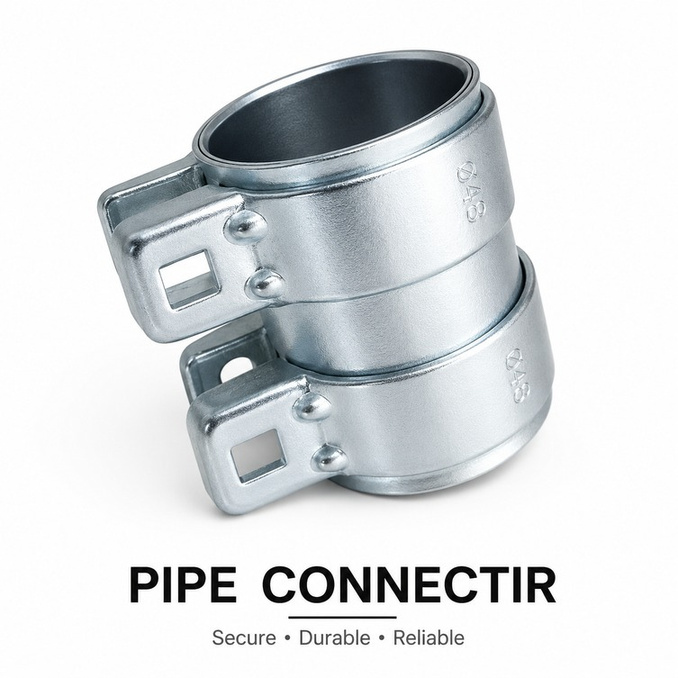 Ø48
Ø48
PIPE CONNECTIR
Secure • Durable • Reliable